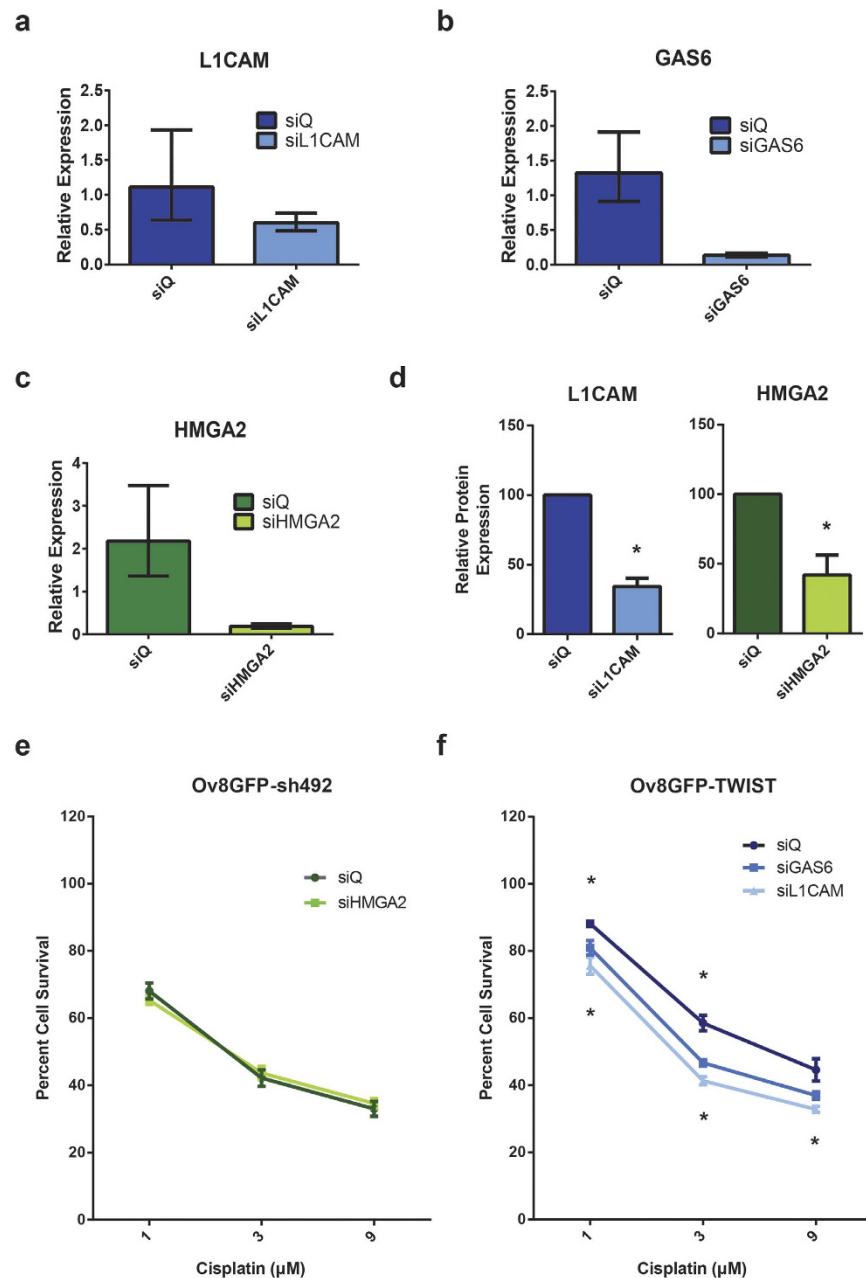 a
L1CAM
Relative Expression
2.5
2.0
1.5
1.0
0.5
0.0
siQ
siL1CAM
siQ
siL1CAM
b
GAS6
Relative Expression
2.5
2.0
1.5
1.0
0.5
0.0
siQ
siGAS6
siQ
siGAS6
c
HMGA2
Relative Expression
4
3
2
1
0
siQ
siHMGA2
siQ
siHMGA2
d
L1CAM
Relative Protein
Expression
150
100
50
0
*
siQ
siL1CAM
HMGA2
150
100
50
0
*
siQ
siHMGA2
e
Ov8GFP-sh492
Percent Cell Survival
120
100
80
60
40
20
0
siQ
siHMGA2
1
3
9
Cisplatin (µM)
f
Ov8GFP-TWIST
Percent Cell Survival
120
100
80
60
40
20
0
siQ
siGAS6
siL1CAM
*
*
*
*
*
1
3
9
Cisplatin (µM)